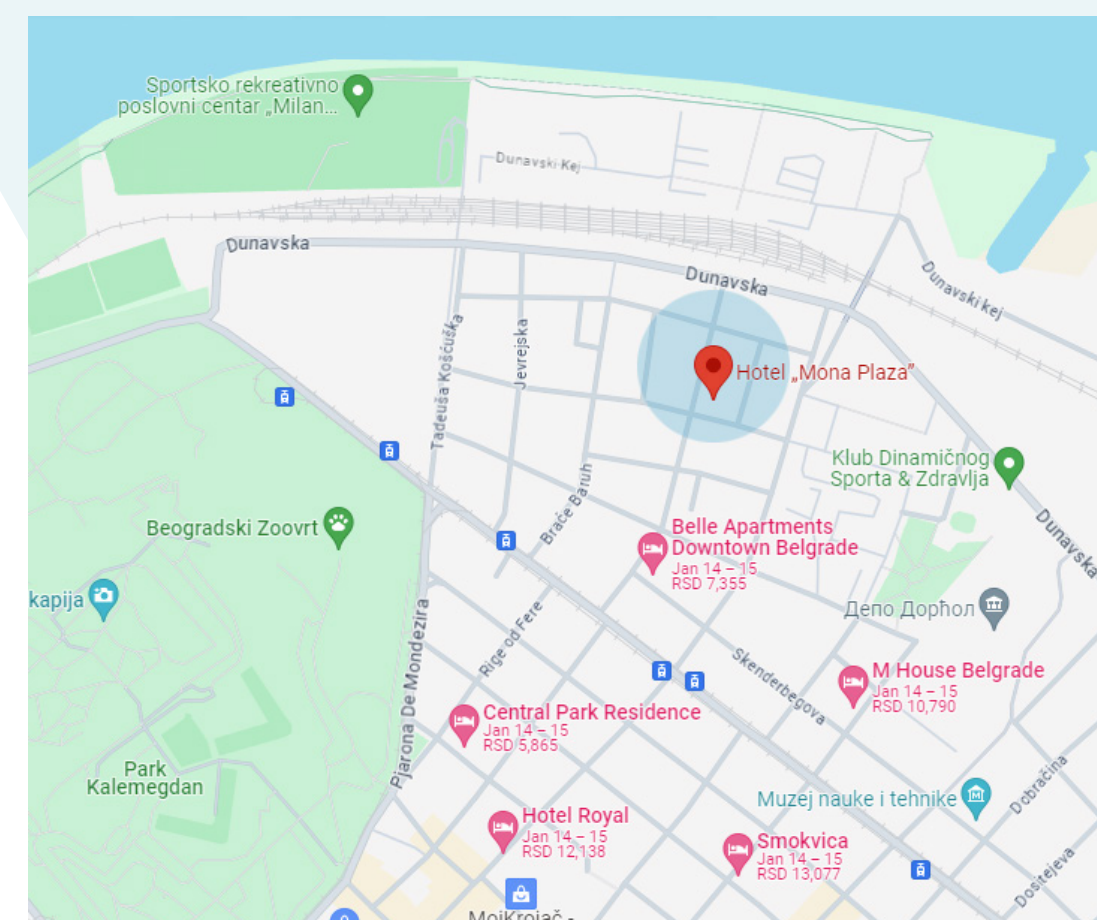 Sportsko rekreativno
poslovni centar „Milan...
Dunavski Kej
Dunavska
Dunavska
Dunavski kej
Tadeuša Košćuška
Jevrejska
Hotel „Mona Plaza”
Klub Dinamičnog
Sporta & Zdravlja
Braće Baruh
Beogradski Zoovrt
Belle Apartments
Downtown Belgrade
Jan 14 – 15
RSD 7,355
Dunavska
kapija
Депо Дорћол
Pjarona De Mondezira
Rige od Fere
Skenderbegova
M House Belgrade
Jan 14 – 15
RSD 10,790
Central Park Residence
Jan 14 – 15
RSD 5,865
Park
Kalemegdan
Muzej nauke i tehnike
Dobračina
Hotel Royal
Jan 14 – 15
RSD 12,138
Smokvica
Jan 14 – 15
RSD 13,077
Dositejeva
MojKrojač -